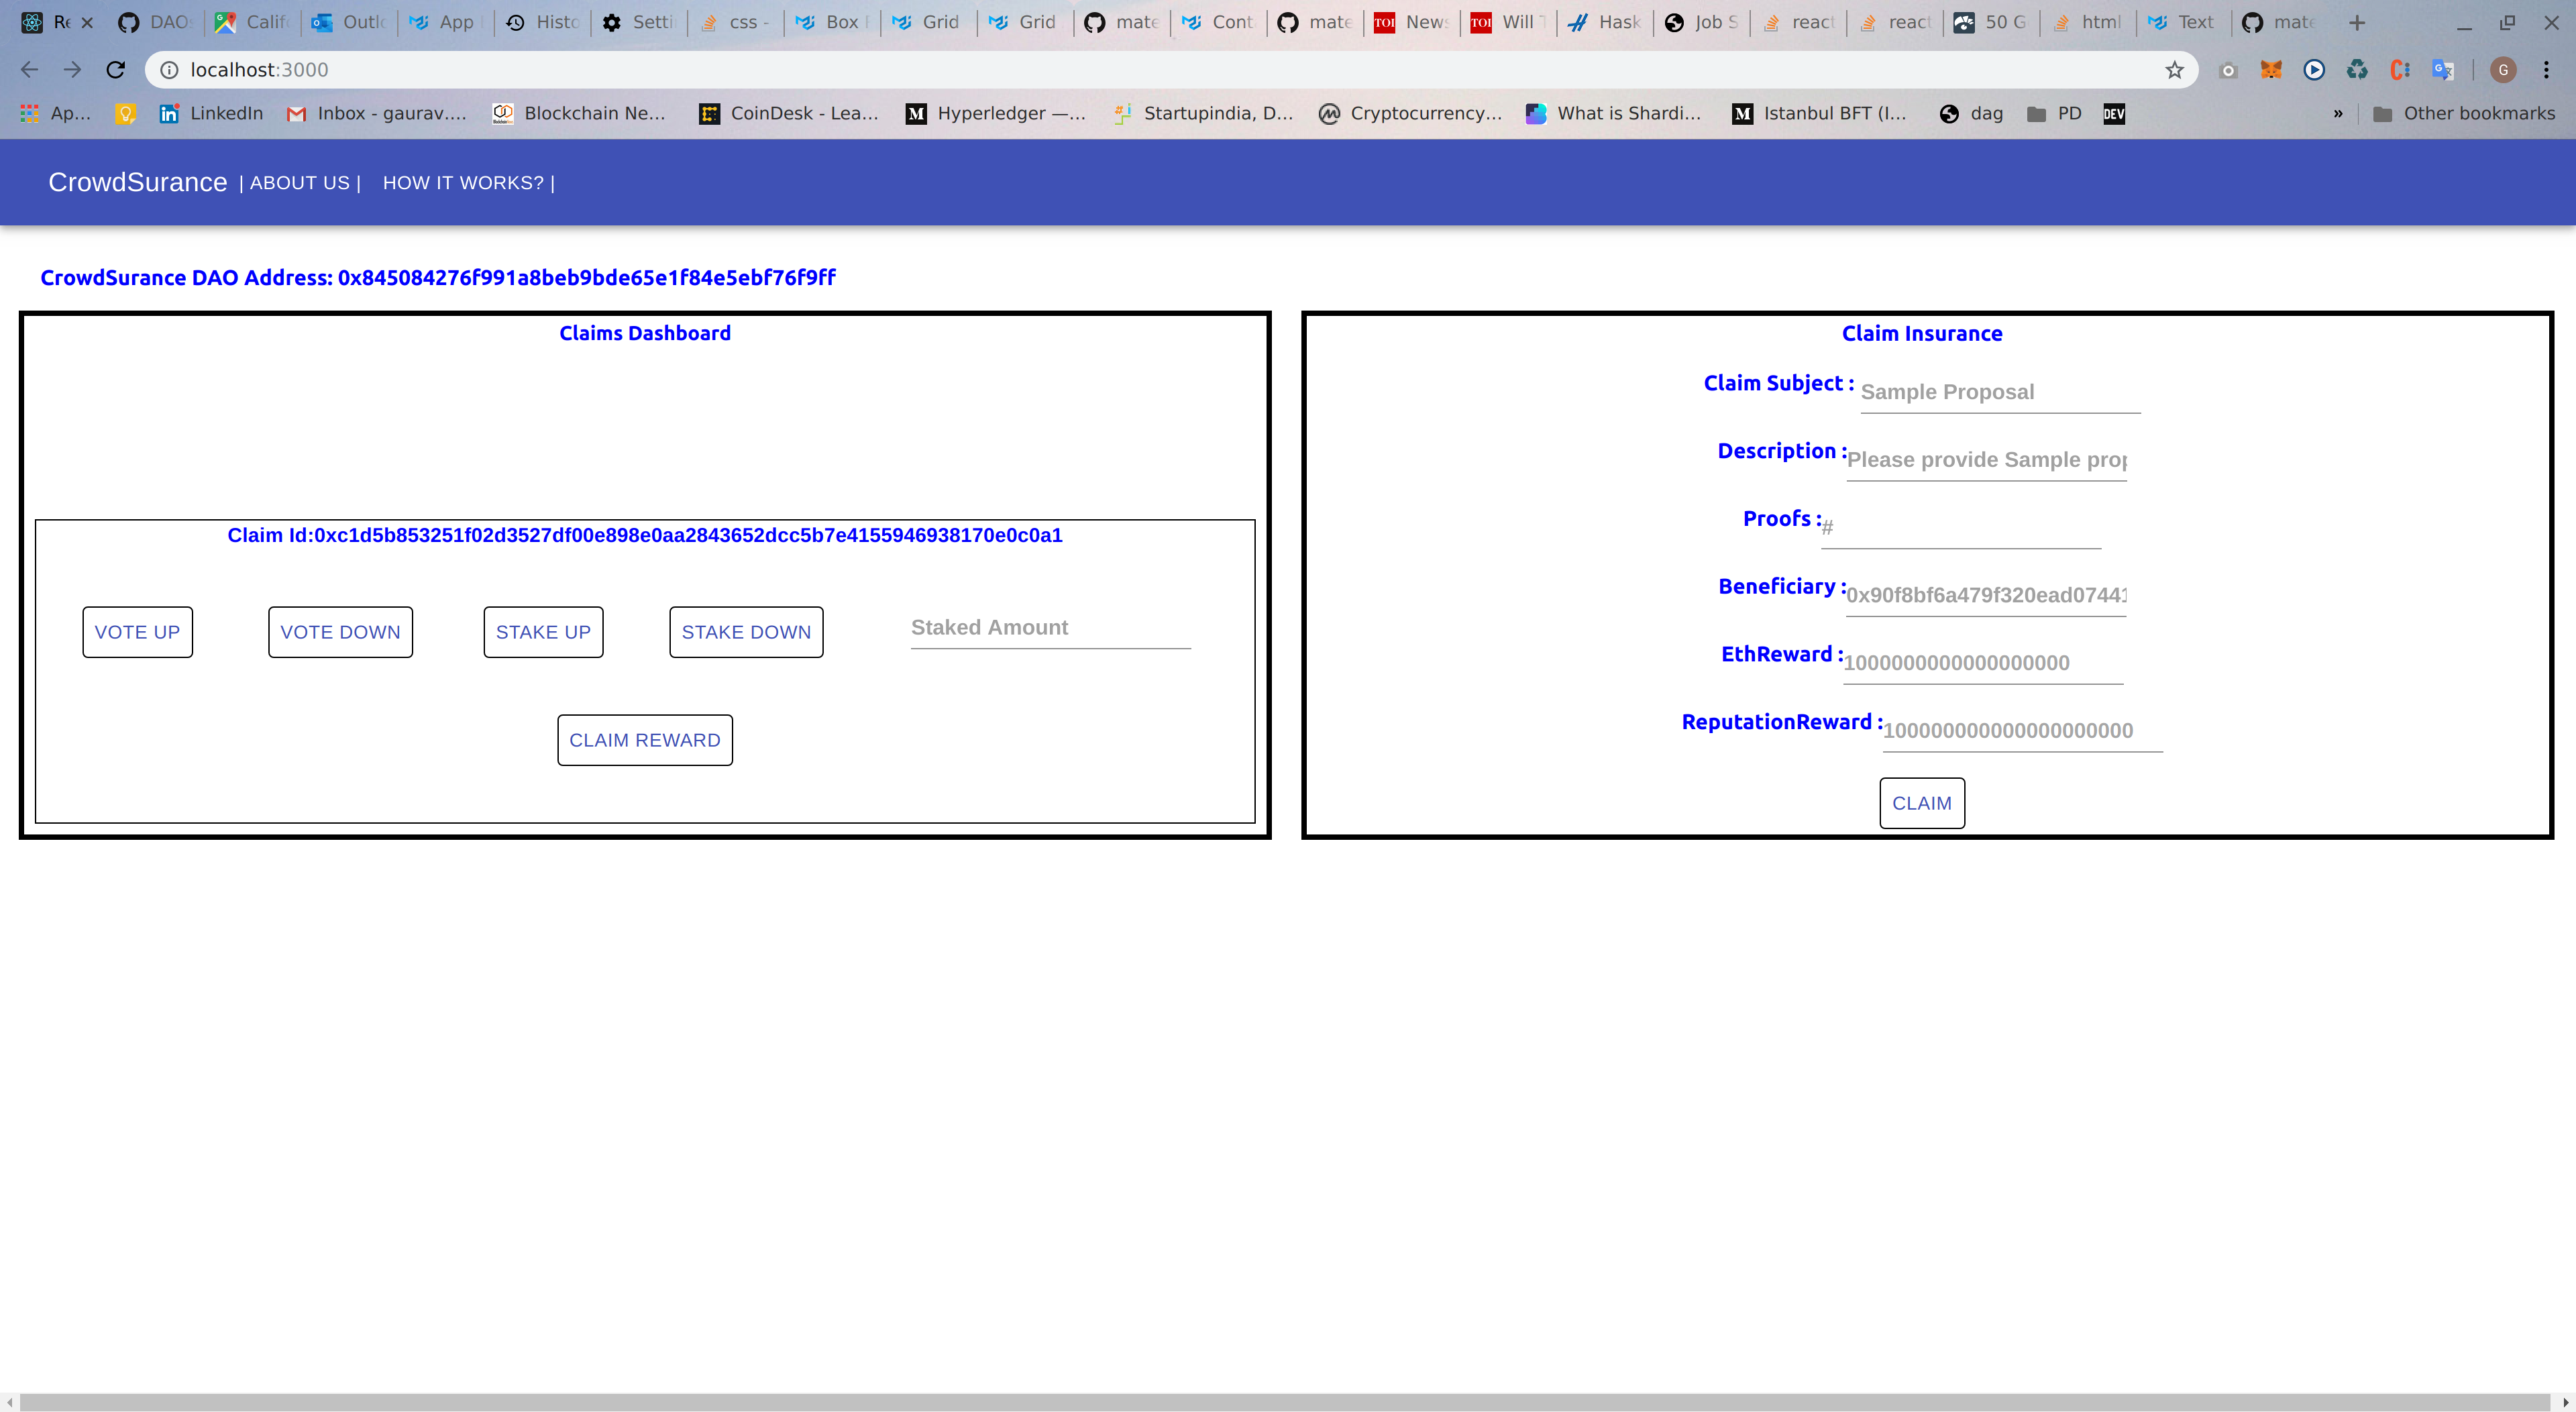 Re DAO Calif Outl App Histo Setti css - Box Grid Grid mate Cont mate News Will Hask Job S react react 50 G html Text mate
localhost:3000
Ap... LinkedIn Inbox - gaurav.... Blockchain Ne... CoinDesk - Lea... Hyperledger —... Startupindia, D... Cryptocurrency... What is Shardi... Istanbul BFT (I... dag PD DEV » Other bookmarks
CrowdSurance | ABOUT US | HOW IT WORKS? |
CrowdSurance DAO Address: 0x845084276f991a8beb9bde65e1f84e5ebf76f9ff
Claims Dashboard
Claim Id:0xc1d5b853251f02d3527df00e898e0aa2843652dcc5b7e4155946938170e0c0a1
VOTE UP VOTE DOWN STAKE UP STAKE DOWN Staked Amount
CLAIM REWARD
Claim Insurance
Claim Subject : Sample Proposal
Description : Please provide Sample prop
Proofs : #
Beneficiary : 0x90f8bf6a479f320ead07441
EthReward : 1000000000000000000
ReputationReward : 100000000000000000000
CLAIM